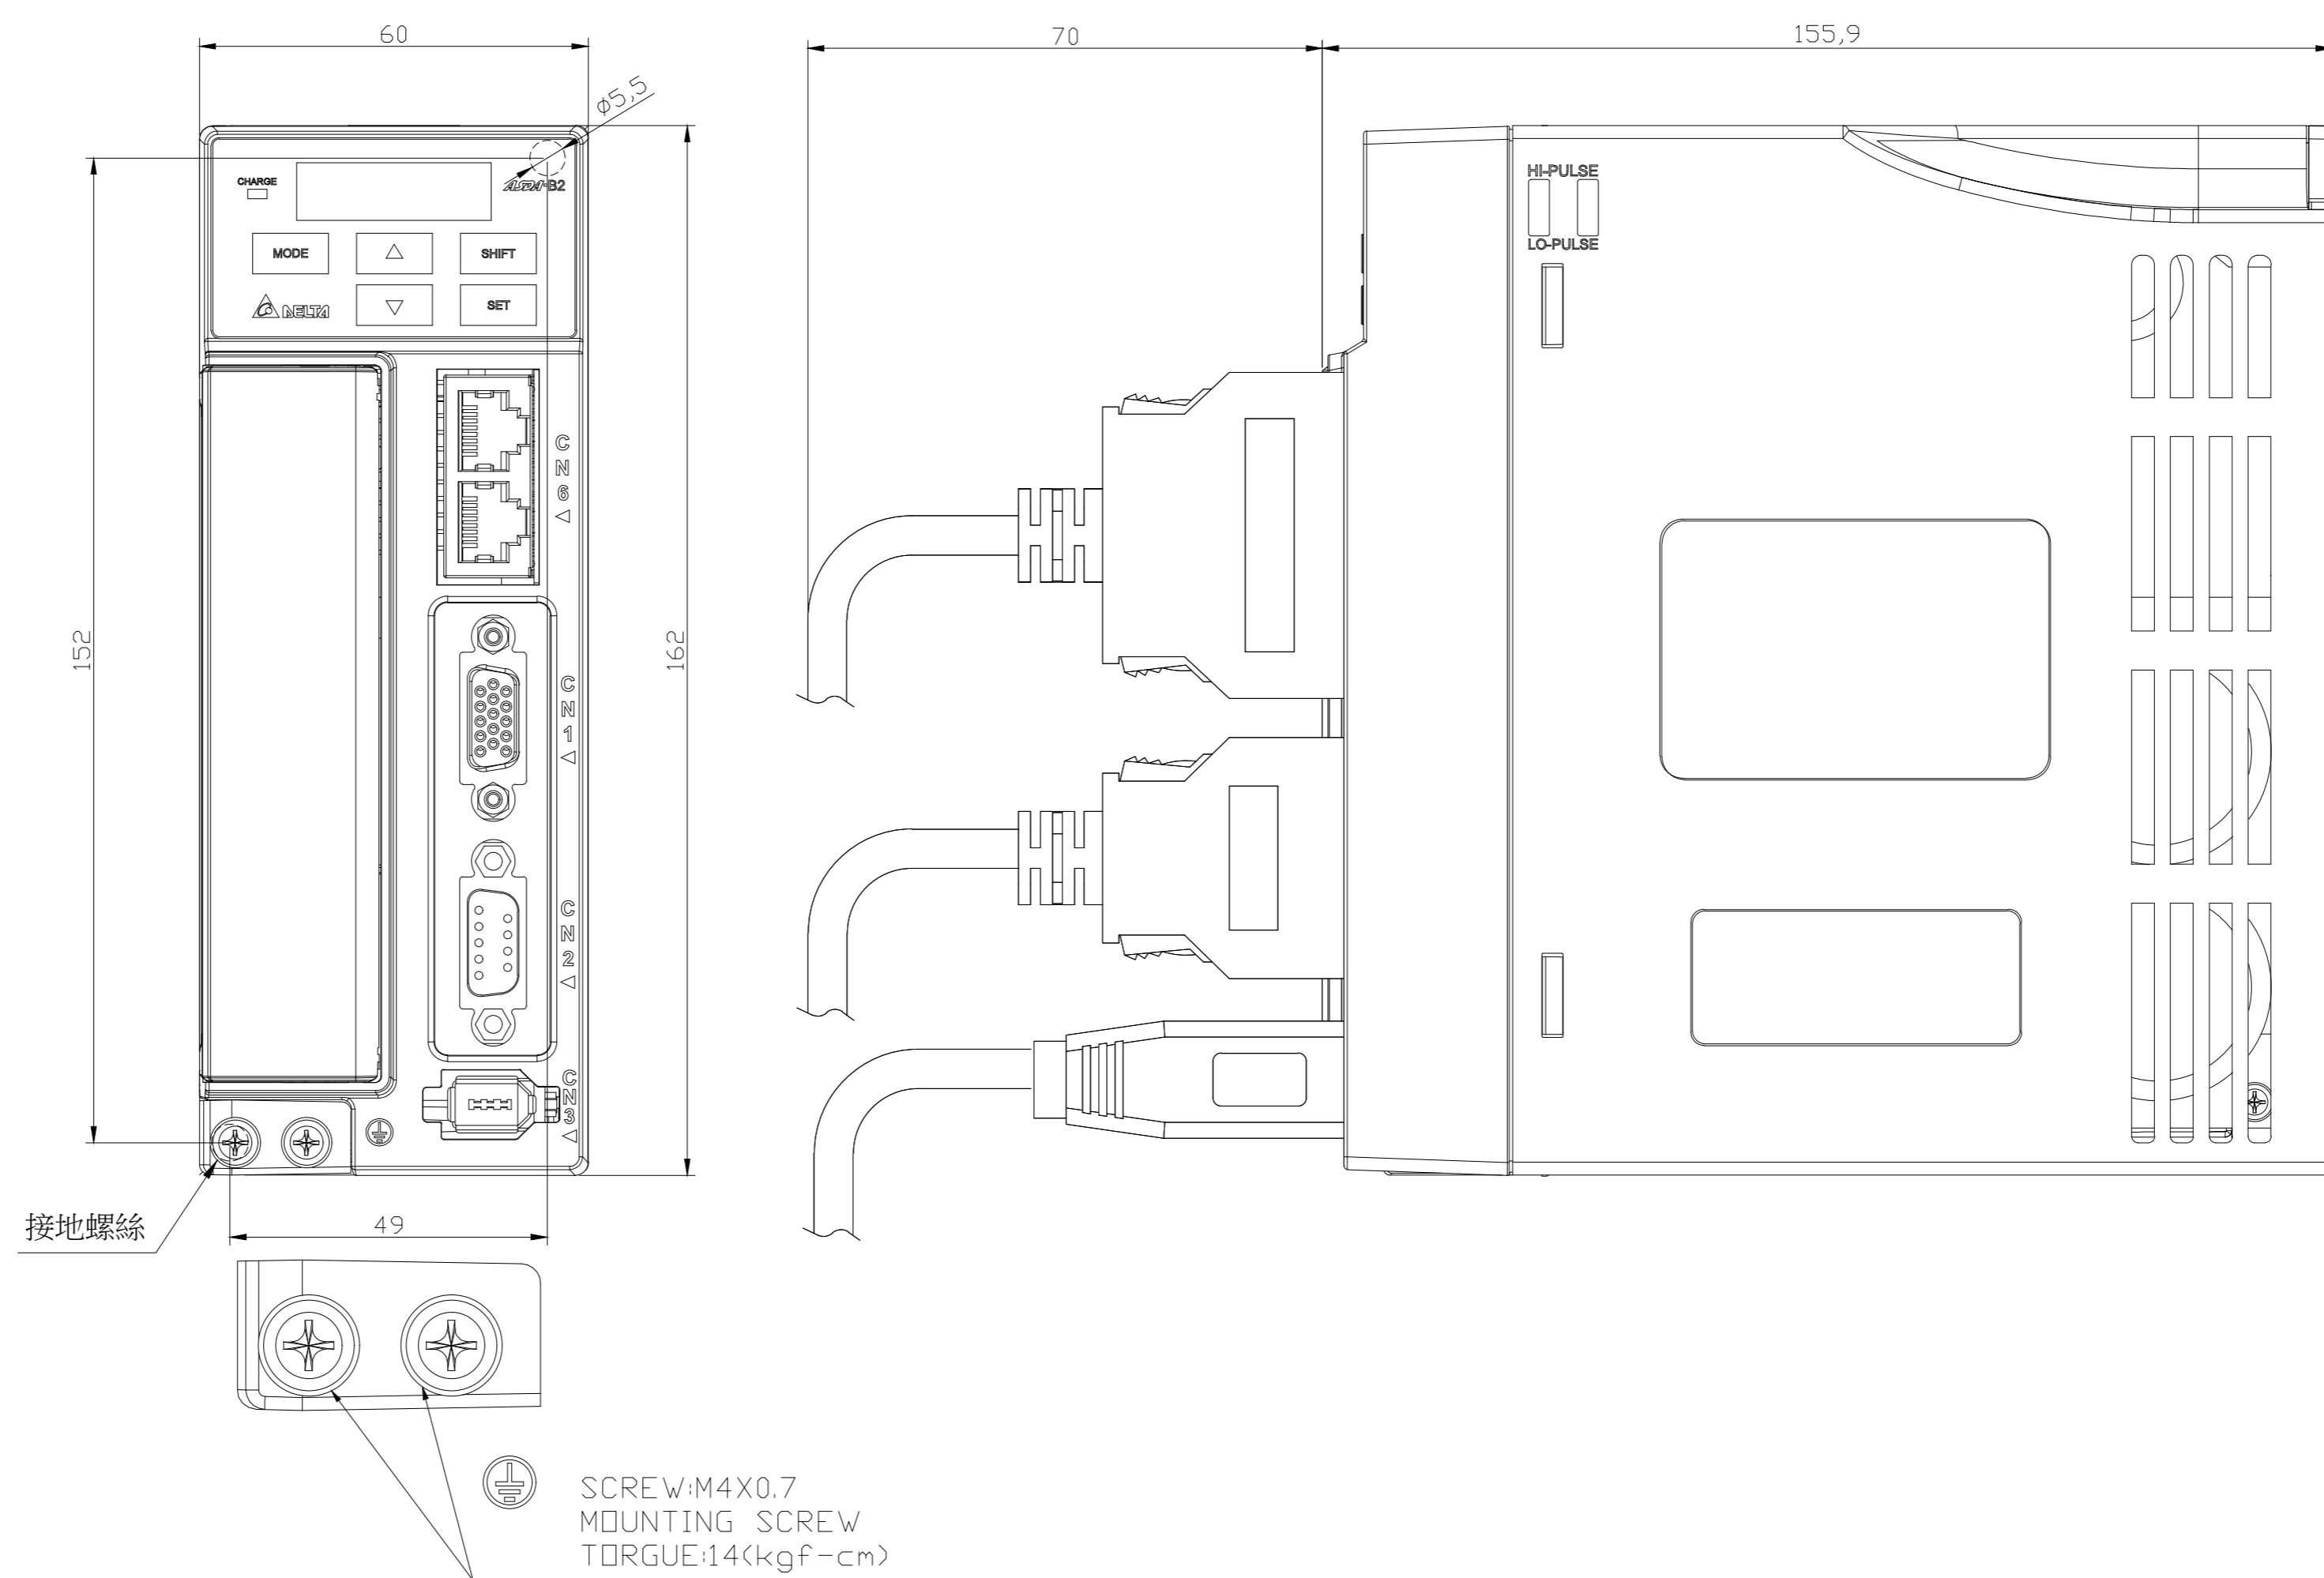 60
70
155,9
ø5,5
CHARGE
ASDA-B2
MODE
SHIFT
SET
DELTA
HI-PULSE
LO-PULSE
152
162
CN6
CN1
CN2
CN3
接地螺絲
49
SCREW:M4X0.7
MOUNTING SCREW
TORGUE:14(kgf-cm)